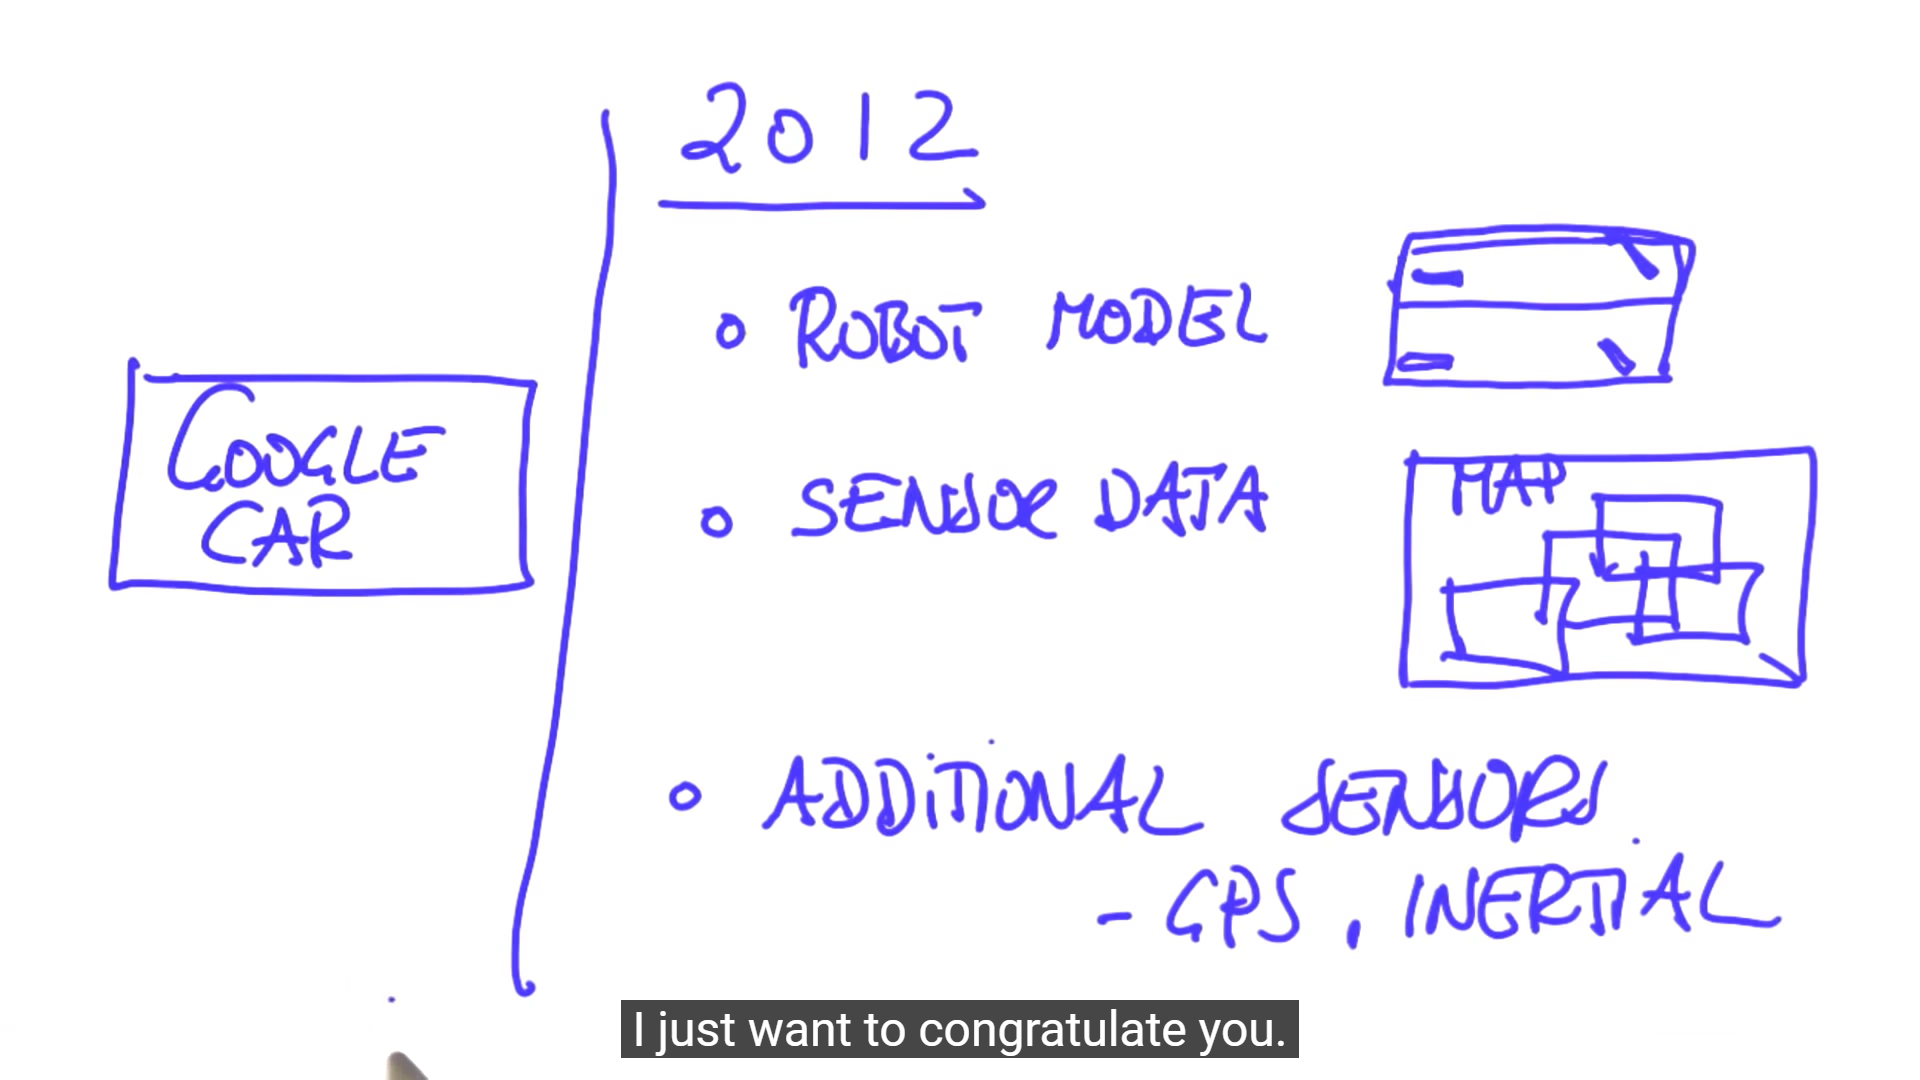 2012
GOOGLE
CAR
ROBOT MODEL
SENSOR DATA
MAP
ADDITIONAL SENSORS
- GPS, INERTIAL
I just want to congratulate you.